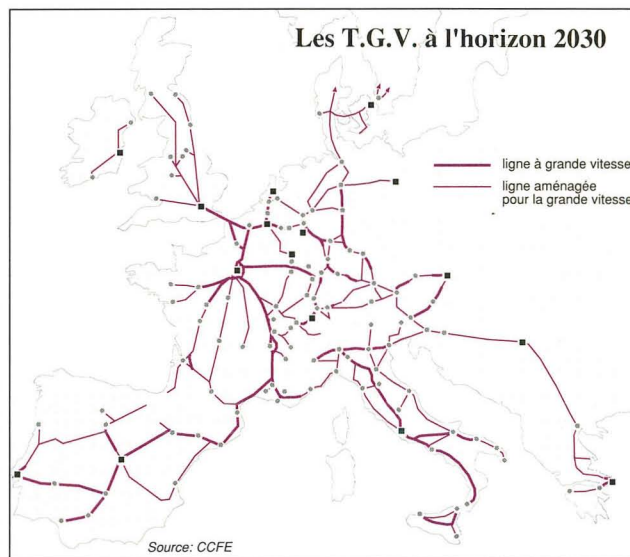 Les T.G.V. à l'horizon 2030
ligne à grande vitesse
ligne aménagée
pour la grande vitesse
Source: CCFE